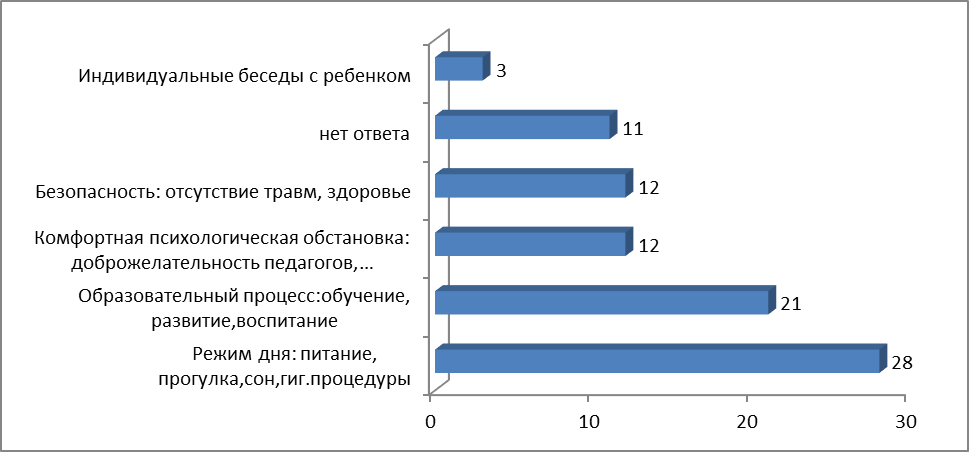 Индивидуальные беседы с ребенком
3
нет ответа
11
Безопасность: отсутствие травм, здоровье
12
Комфортная психологическая обстановка:
доброжелательность педагогов,...
12
Образовательный процесс:обучение,
развитие,воспитание
21
Режим дня: питание,
прогулка,сон,гиг.процедуры
28
0 10 20 30